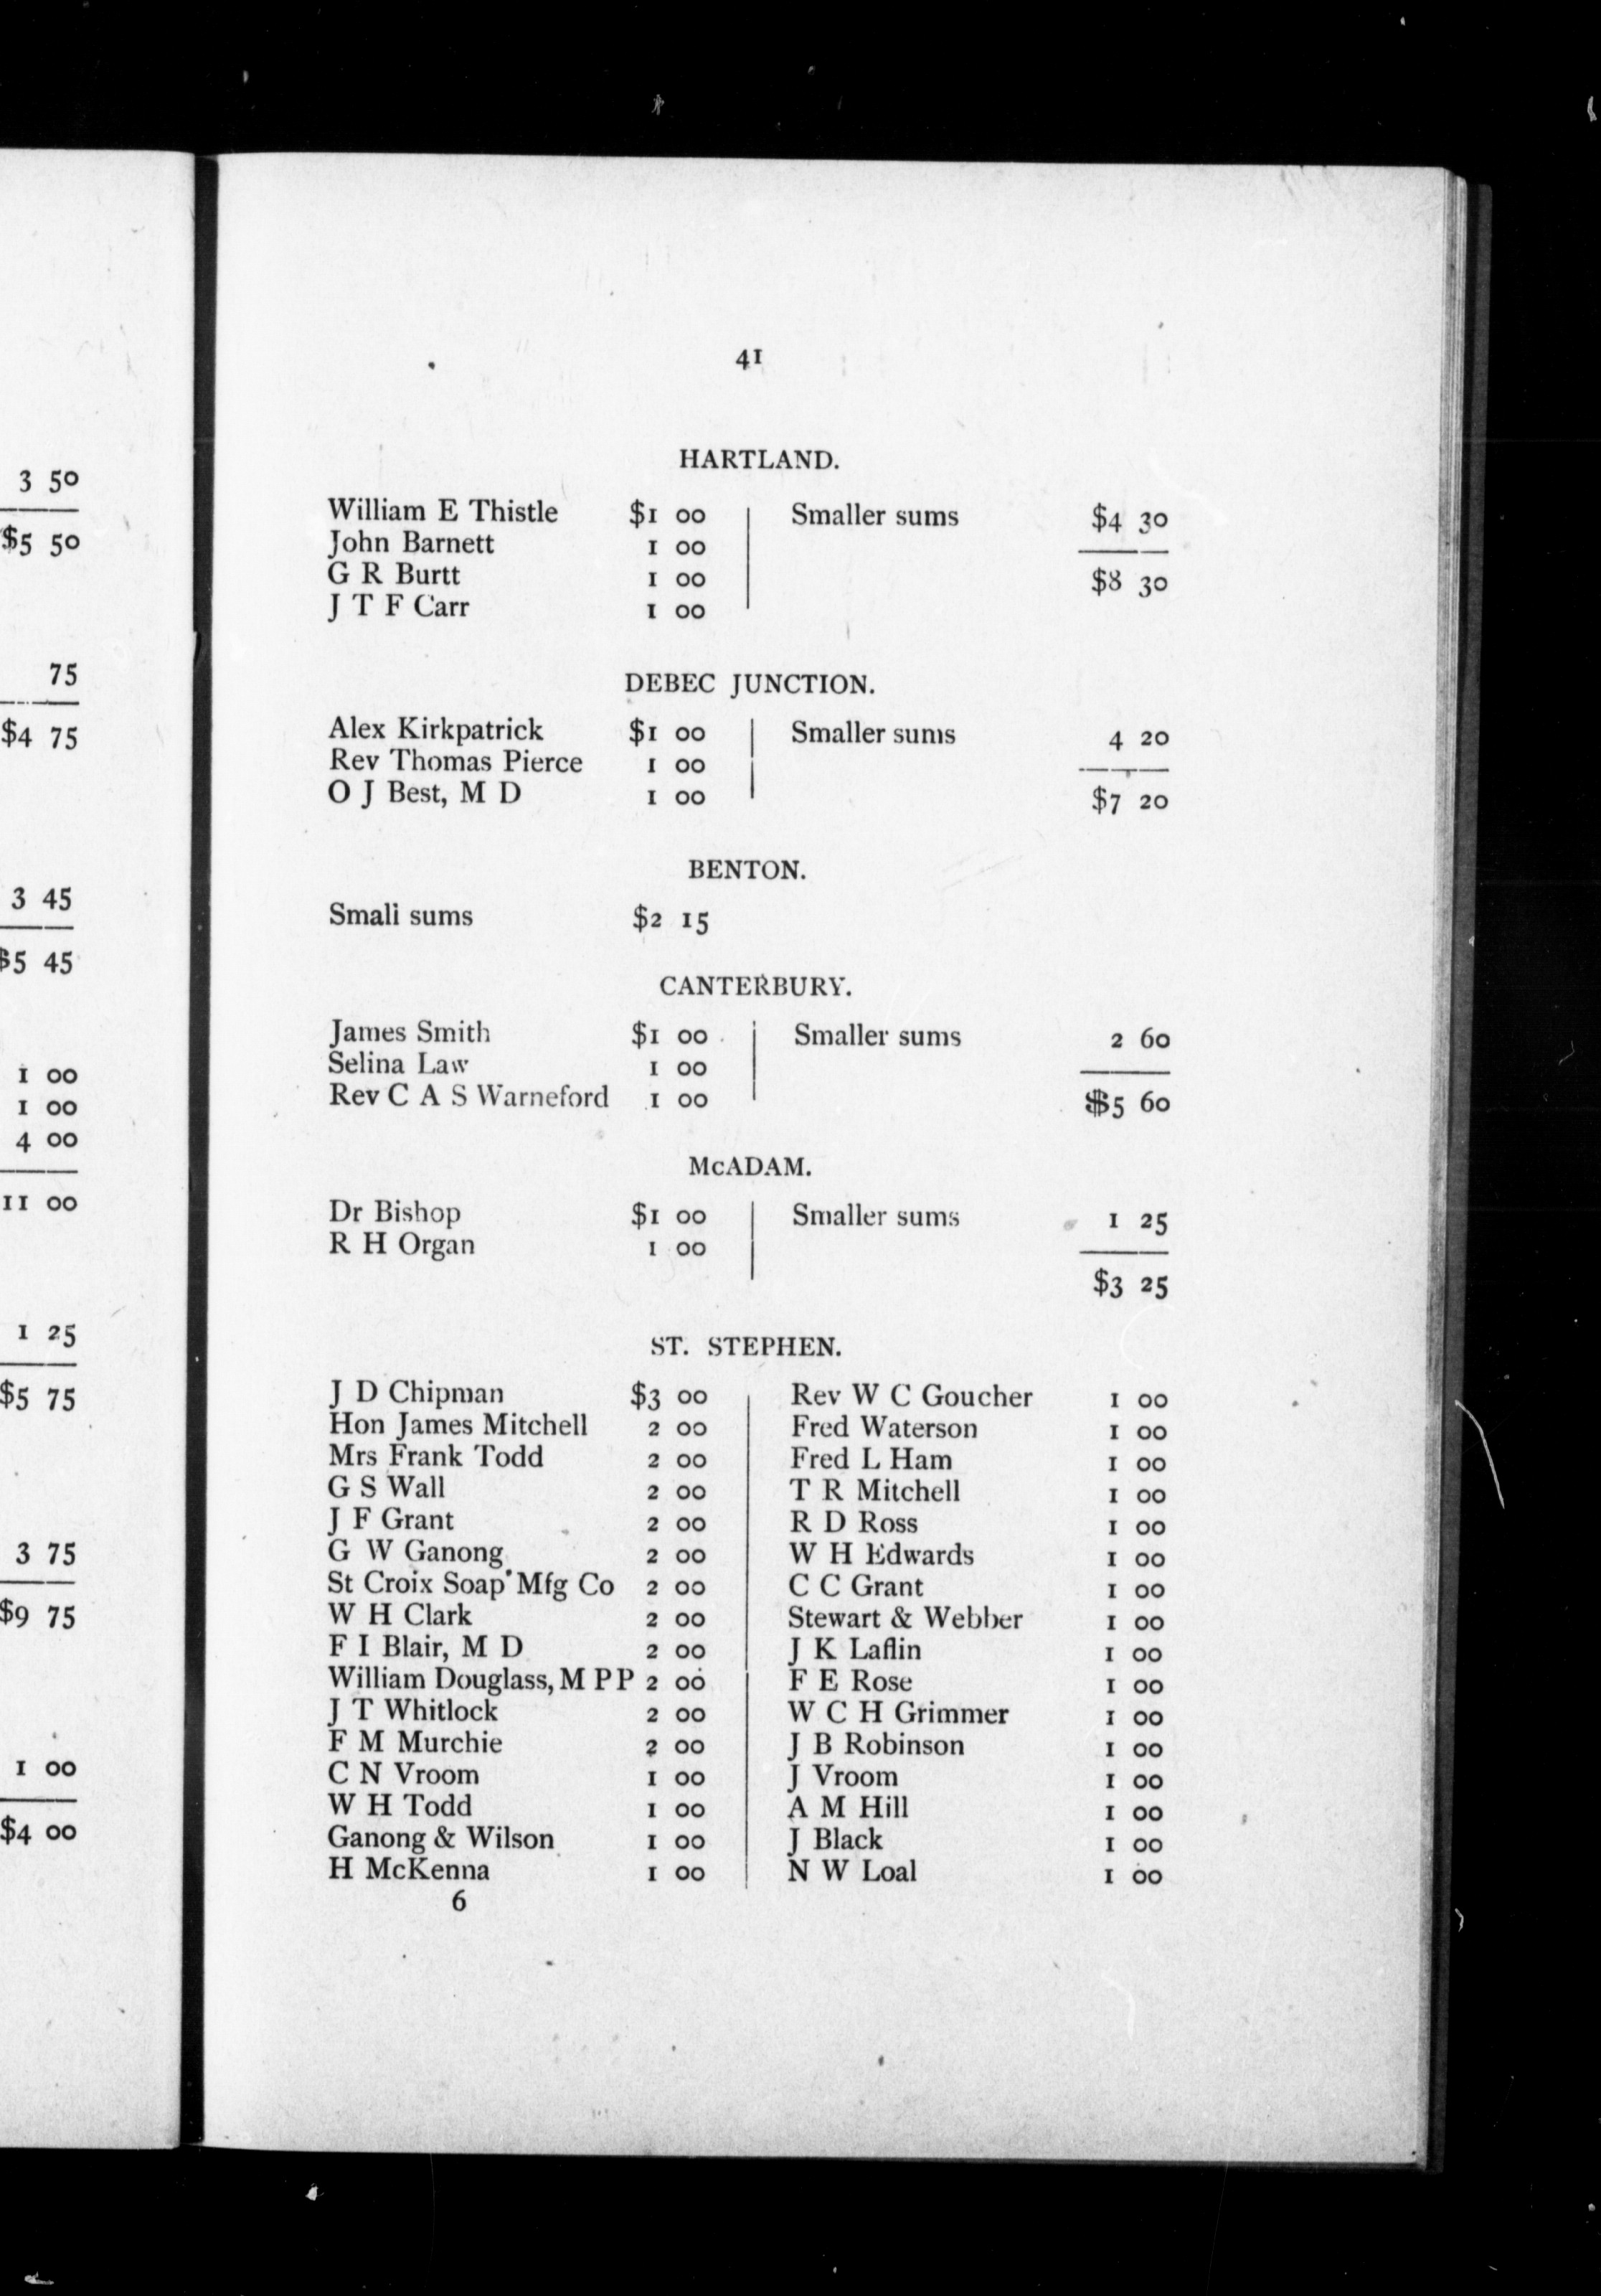 3 50
$5 50
75
$4 75
3 45
$5 45
1 00
1 00
4 00
11 00
1 25
$5 75
3 75
$9 75
1 00
$4 00
41
HARTLAND.
William E Thistle $1 00
John Barnett 1 00
G R Burtt 1 00
J T F Carr 1 00
Smaller sums $4 30
$8 30
DEBEC JUNCTION.
Alex Kirkpatrick $1 00
Rev Thomas Pierce 1 00
O J Best, M D 1 00
Smaller sums 4 20
$7 20
BENTON.
Small sums $2 15
CANTERBURY.
James Smith $1 00
Selina Law 1 00
Rev C A S Warneford 1 00
Smaller sums 2 60
$5 60
McADAM.
Dr Bishop $1 00
R H Organ 1 00
Smaller sums 1 25
$3 25
ST. STEPHEN.
J D Chipman $3 00
Hon James Mitchell 2 00
Mrs Frank Todd 2 00
G S Wall 2 00
J F Grant 2 00
G W Ganong 2 00
St Croix Soap Mfg Co 2 00
W H Clark 2 00
F I Blair, M D 2 00
William Douglass, M P P 2 00
J T Whitlock 2 00
F M Murchie 2 00
C N Vroom 1 00
W H Todd 1 00
Ganong & Wilson 1 00
H McKenna 1 00
Rev W C Goucher 1 00
Fred Waterson 1 00
Fred L Ham 1 00
T R Mitchell 1 00
R D Ross 1 00
W H Edwards 1 00
C C Grant 1 00
Stewart & Webber 1 00
J K Laflin 1 00
F E Rose 1 00
W C H Grimmer 1 00
J B Robinson 1 00
J Vroom 1 00
A M Hill 1 00
J Black 1 00
N W Loal 1 00
6